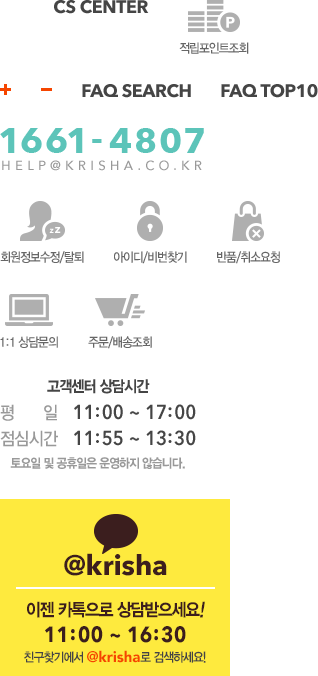 CS CENTER
P
적립포인트조회
+ - FAQ SEARCH FAQ TOP10
1661-4807
HELP@KRISHA.CO.KR
zZ
회원정보수정/탈퇴 아이디/비번찾기 반품/취소요청
1:1 상담문의 주문/배송조회
고객센터 상담시간
평 일 11:00 ~ 17:00
점심시간 11:55 ~ 13:30
토요일 및 공휴일은 운영하지 않습니다.
@krisha
이젠 카톡으로 상담받으세요!
11:00 ~ 16:30
친구찾기에서 @krisha로 검색하세요!